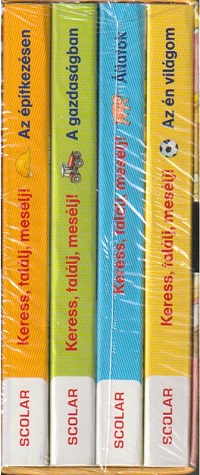 Keress, találj, mesélj! Az építkezésen
SCOLAR
Keress, találj, mesélj! A gazdaságban
SCOLAR
Keress, találj, mesélj! Állatok
SCOLAR
Keress, találj, mesélj! Az én világom
SCOLAR